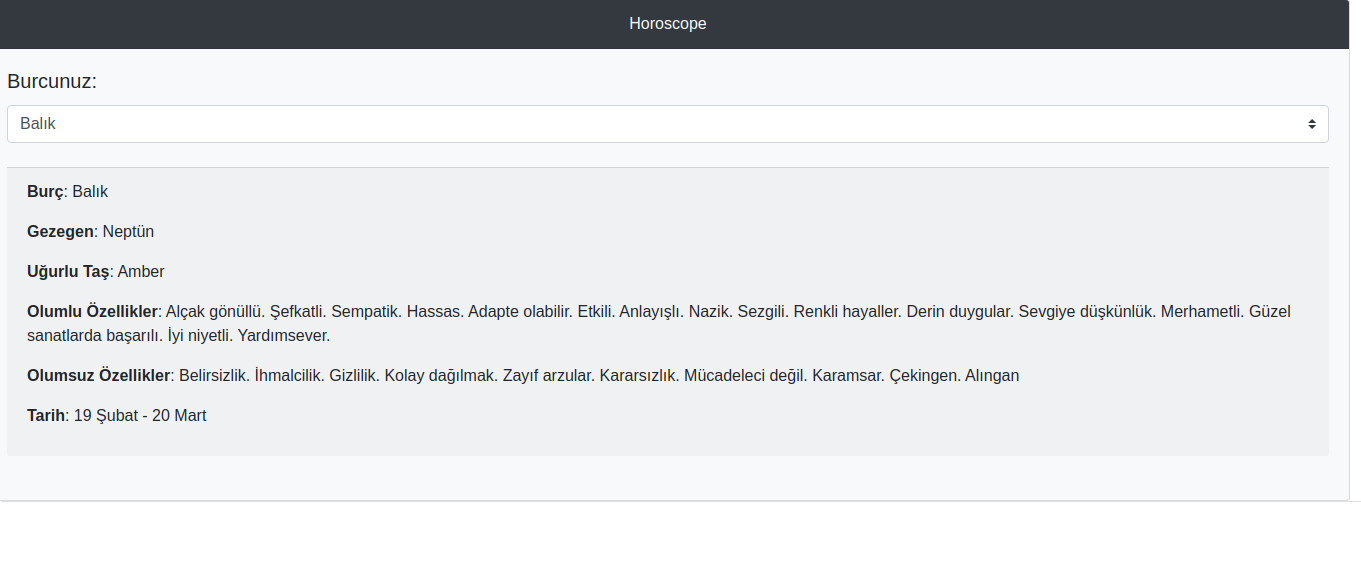 Horoscope
Burcunuz:
Balık
Burç: Balık
Gezegen: Neptün
Uğurlu Taş: Amber
Olumlu Özellikler: Alçak gönüllü. Şefkatli. Sempatik. Hassas. Adapte olabilir. Etkili. Anlayışlı. Nazik. Sezgili. Renkli hayaller. Derin duygular. Sevgiye düşkünlük. Merhametli. Güzel
sanatlarda başarılı. İyi niyetli. Yardımsever.
Olumsuz Özellikler: Belirsizlik. İhmalcilik. Gizlilik. Kolay dağılmak. Zayıf arzular. Kararsızlık. Mücadeleci değil. Karamsar. Çekingen. Alıngan
Tarih: 19 Şubat - 20 Mart